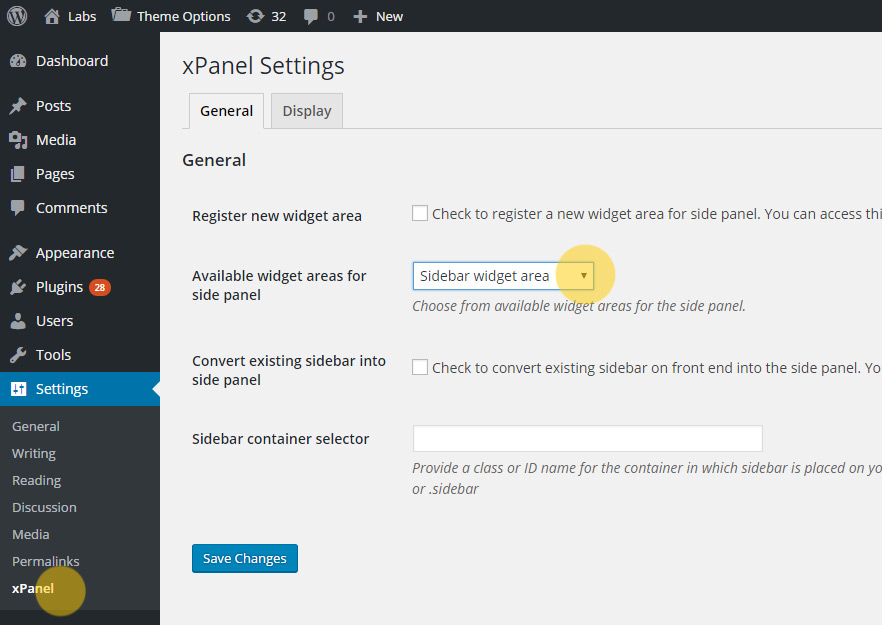 Labs Theme Options 32 0 New
Dashboard
Posts
Media
Pages
Comments
Appearance
Plugins 28
Users
Tools
Settings
General
Writing
Reading
Discussion
Media
Permalinks
xPanel
xPanel Settings
General Display
General
Register new widget area
Check to register a new widget area for side panel. You can access thi
Available widget areas for
side panel
Sidebar widget area
Choose from available widget areas for the side panel.
Convert existing sidebar into
side panel
Check to convert existing sidebar on front end into the side panel. Yo
Sidebar container selector
Provide a class or ID name for the container in which sidebar is placed on yo
or .sidebar
Save Changes